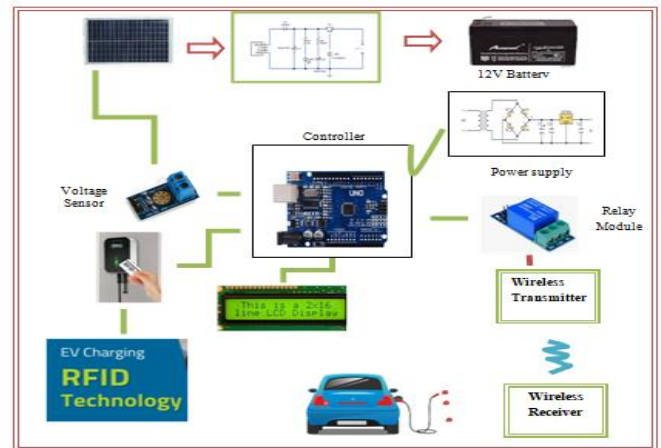 12V Battery
Controller
Power supply
Voltage
Sensor
UNO
Relay
Module
Wireless
Transmitter
This is a 2x16
line LCD Display
EV Charging
RFID
Technology
Wireless
Receiver